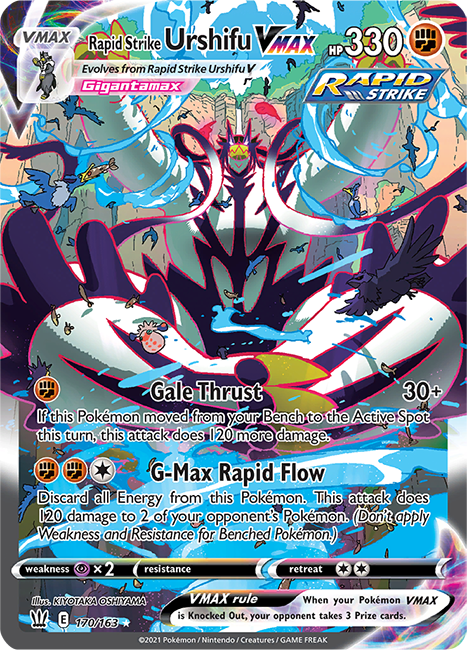 VMAX
Rapid Strike Urshifu VMAX HP 330
Evolves from Rapid Strike Urshifu V
Gigantamax
RAPID STRIKE
Gale Thrust 30+
If this Pokémon moved from your Bench to the Active Spot
this turn, this attack does 120 more damage.
G-Max Rapid Flow
Discard all Energy from this Pokémon. This attack does
120 damage to 2 of your opponent's Pokémon. (Don't apply
Weakness and Resistance for Benched Pokémon.)
weakness ×2 resistance retreat
Illus. KIYOTAKA OSHIYAMA
E 170/163 ★
VMAX rule When your Pokémon VMAX
is Knocked Out, your opponent takes 3 Prize cards.
©2021 Pokémon / Nintendo / Creatures / GAME FREAK